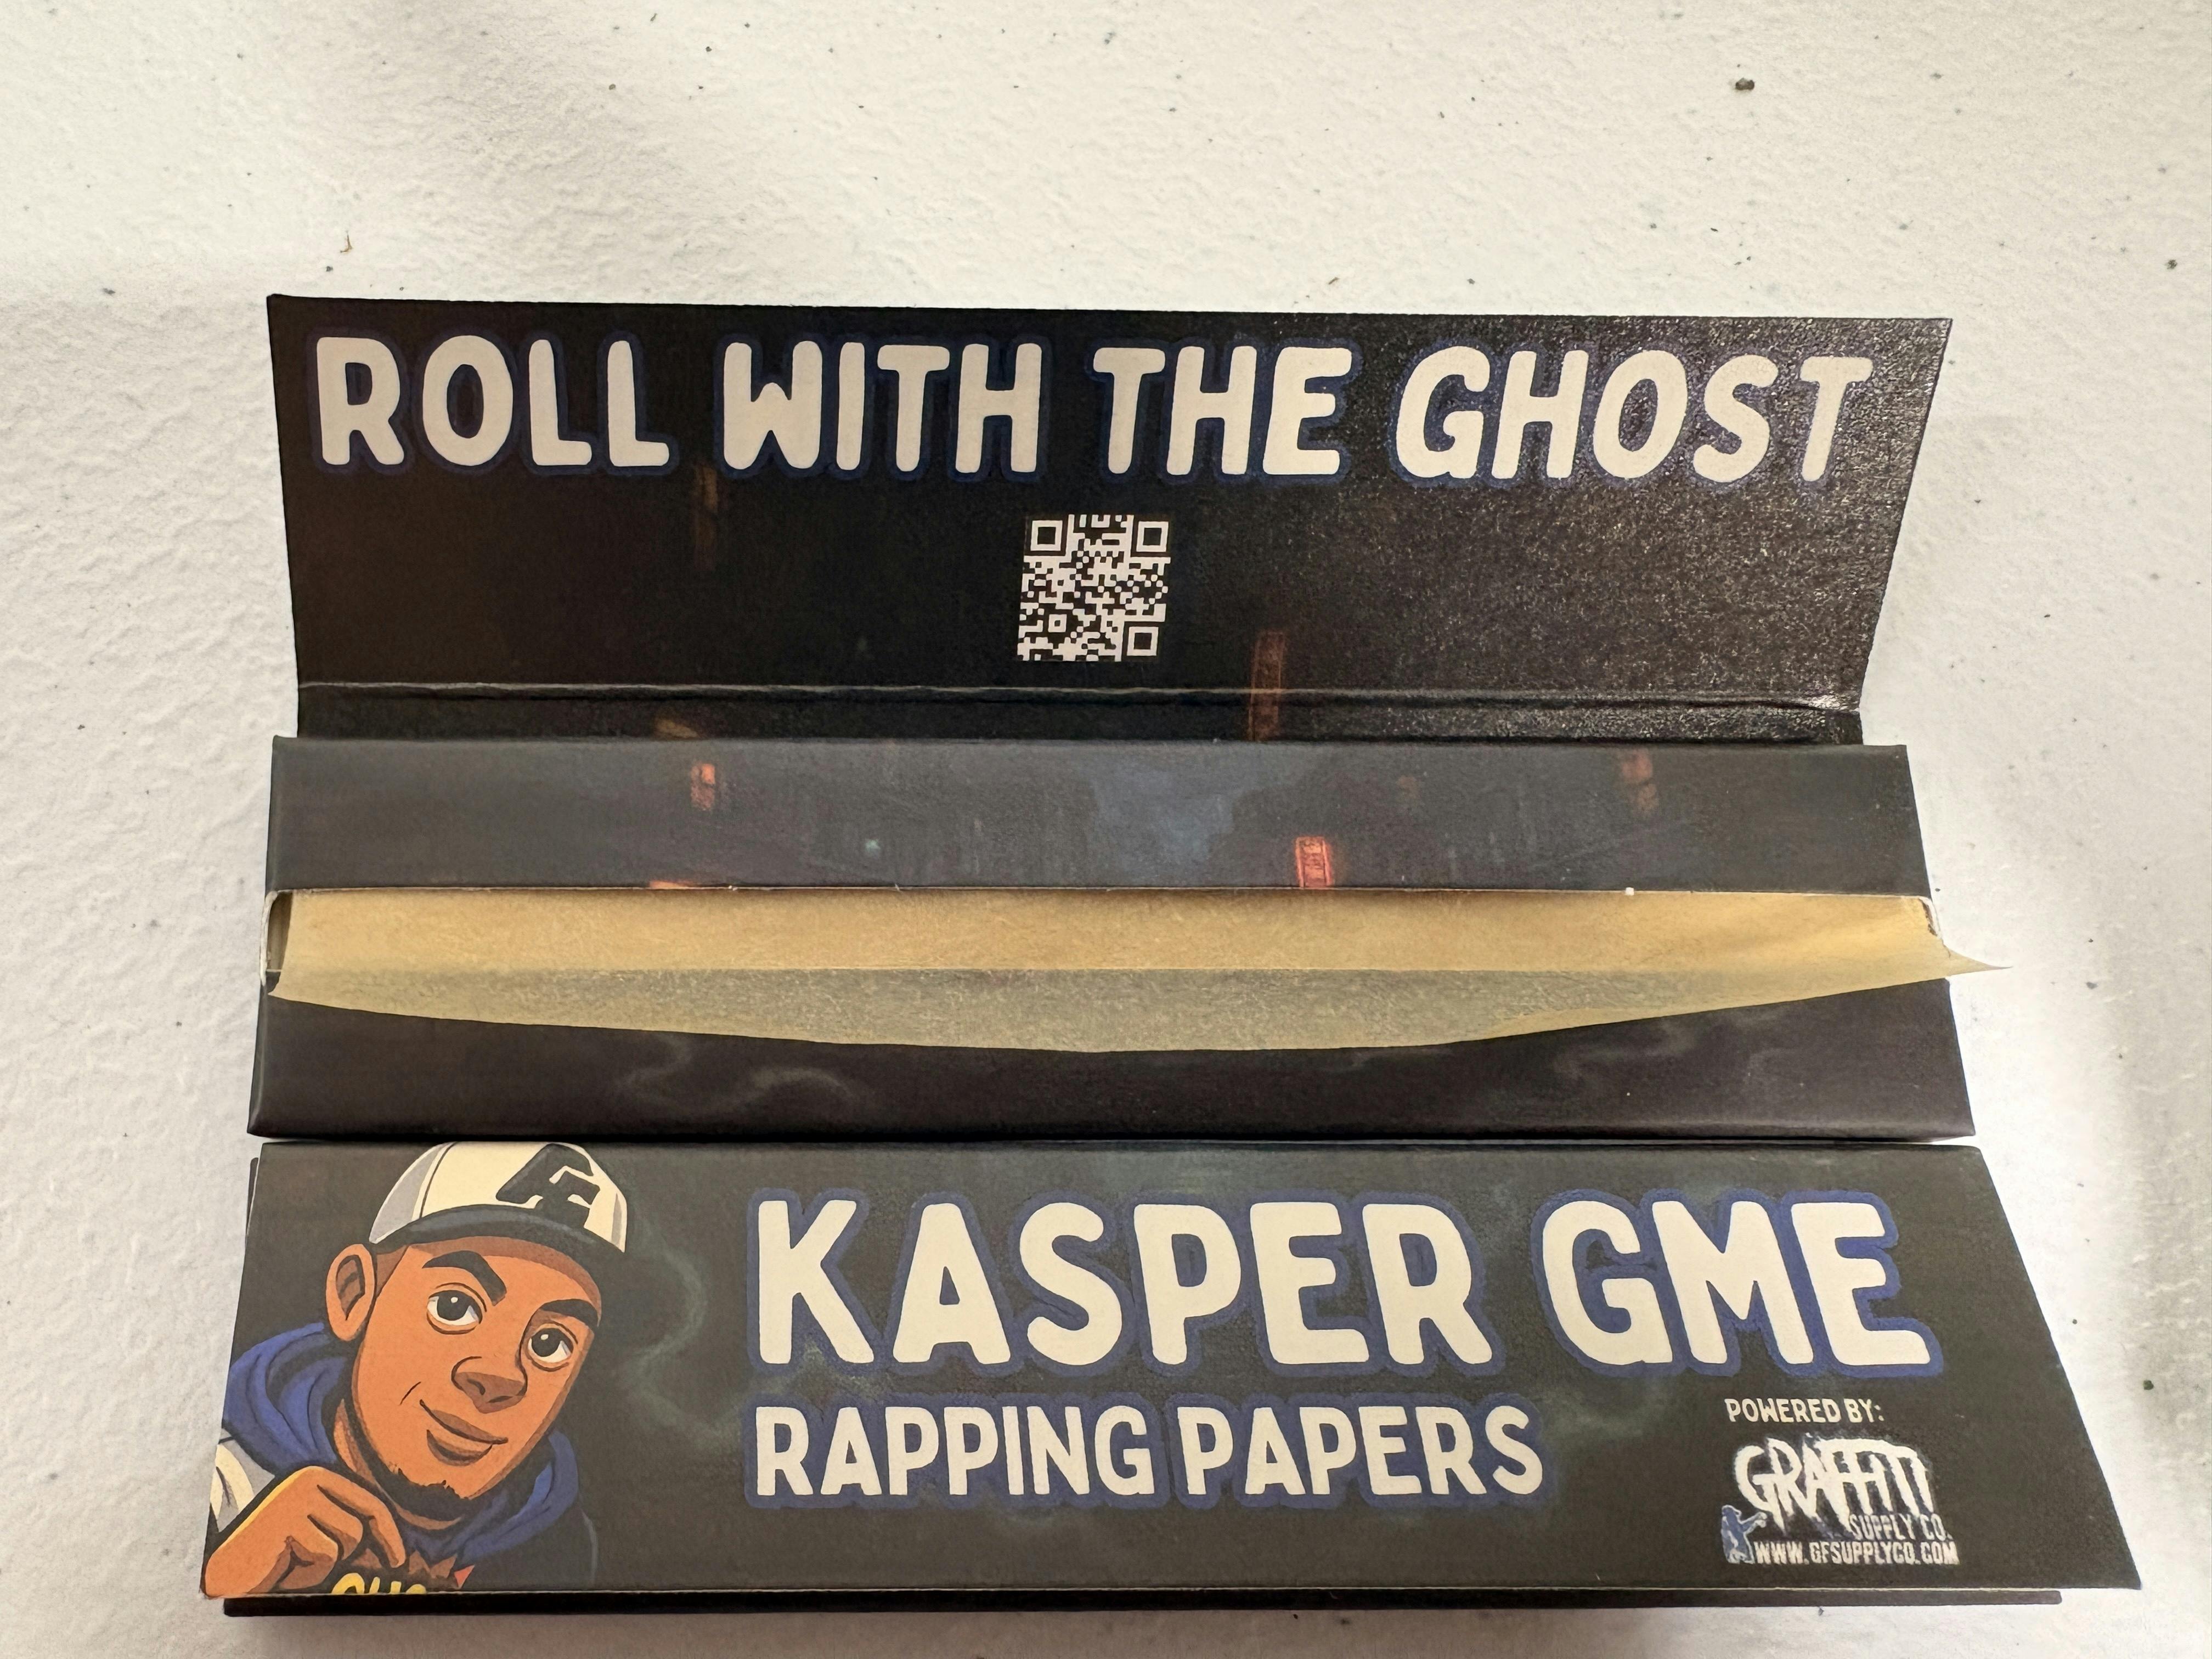 ROLL WITH THE GHOST
KASPER GME
RAPPING PAPERS
POWERED BY:
GRAFFITI
SUPPLY CO.
WWW.GFSUPPLYCO.COM